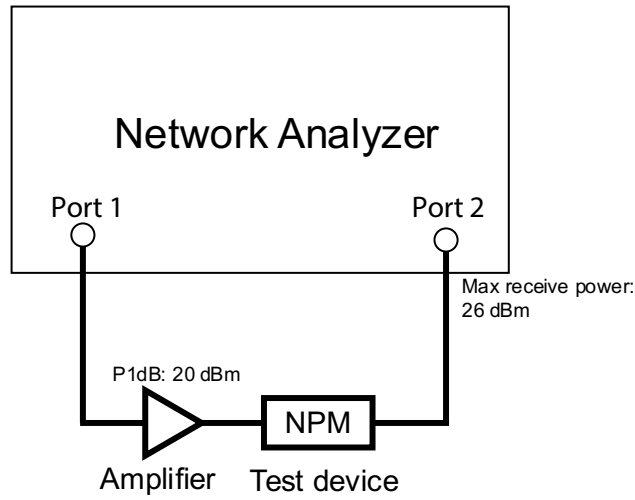 Network Analyzer
Port 1
Port 2
Max receive power:
26 dBm
P1dB: 20 dBm
NPM
Amplifier
Test device